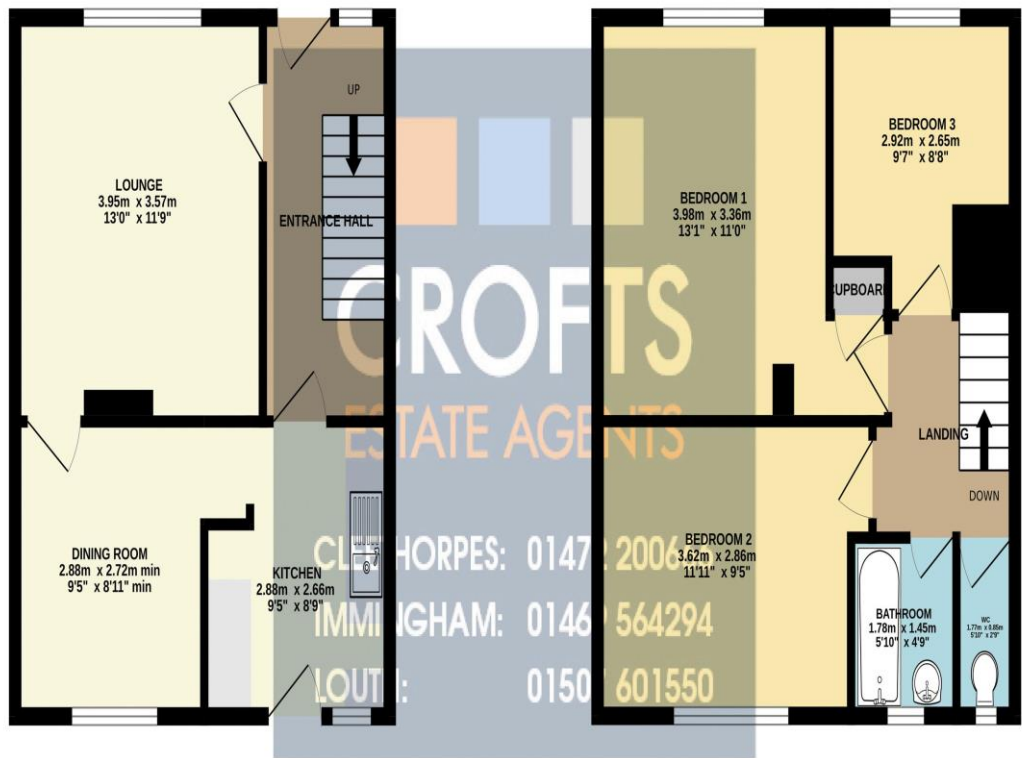 LOUNGE
3.95m x 3.57m
13'0" x 11'9"
UP
ENTRANCE HALL
DINING ROOM
2.88m x 2.72m min
9'5" x 8'11" min
KITCHEN
2.88m x 2.66m
9'5" x 8'9"
BEDROOM 1
3.98m x 3.36m
13'1" x 11'0"
BEDROOM 3
2.92m x 2.65m
9'7" x 8'8"
LANDING
DOWN
BEDROOM 2
3.62m x 2.86m
11'11" x 9'5"
BATHROOM
1.78m x 1.45m
5'10" x 4'9"
WC
1.77m x 0.85m
5'10" x 2'9"
CROFTS
ESTATE AGENTS
IMMINGHAM: 01469 564294
LOUTH: 01507 601550